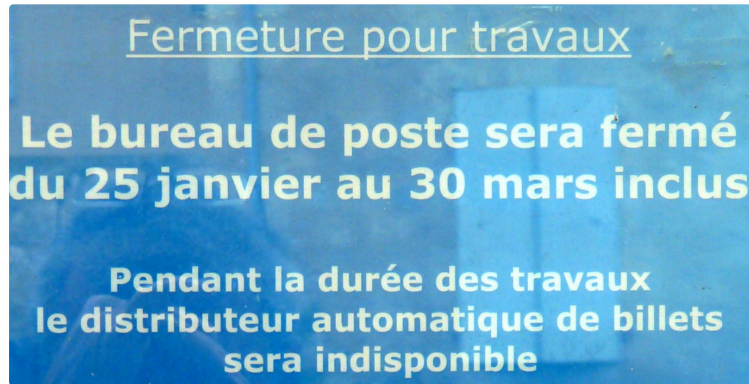 Fermeture pour travaux
Le bureau de poste sera fermé
du 25 janvier au 30 mars inclus
Pendant la durée des travaux
le distributeur automatique de billets
sera indisponible